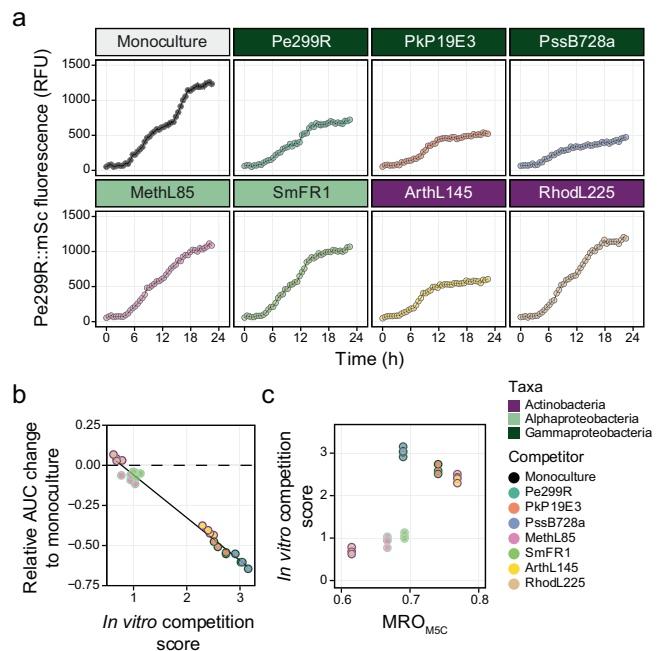 a
Monoculture Pe299R PkP19E3 PssB728a
Pe299R::mSc fluorescence (RFU)
1500
1000
500
0
MethL85 SmFR1 ArthL145 RhodL225
1500
1000
500
0
0 6 12 18 24 0 6 12 18 24 0 6 12 18 24 0 6 12 18 24
Time (h)
b
Relative AUC change
to monoculture
0.25
0.00
−0.25
−0.50
−0.75
1 2 3
In vitro competition
score
c
In vitro competition
score
3
2
1
0
0.6 0.7 0.8
MRO M5C
Taxa
Actinobacteria
Alphaproteobacteria
Gammaproteobacteria
Competitor
Monoculture
Pe299R
PkP19E3
PssB728a
MethL85
SmFR1
ArthL145
RhodL225